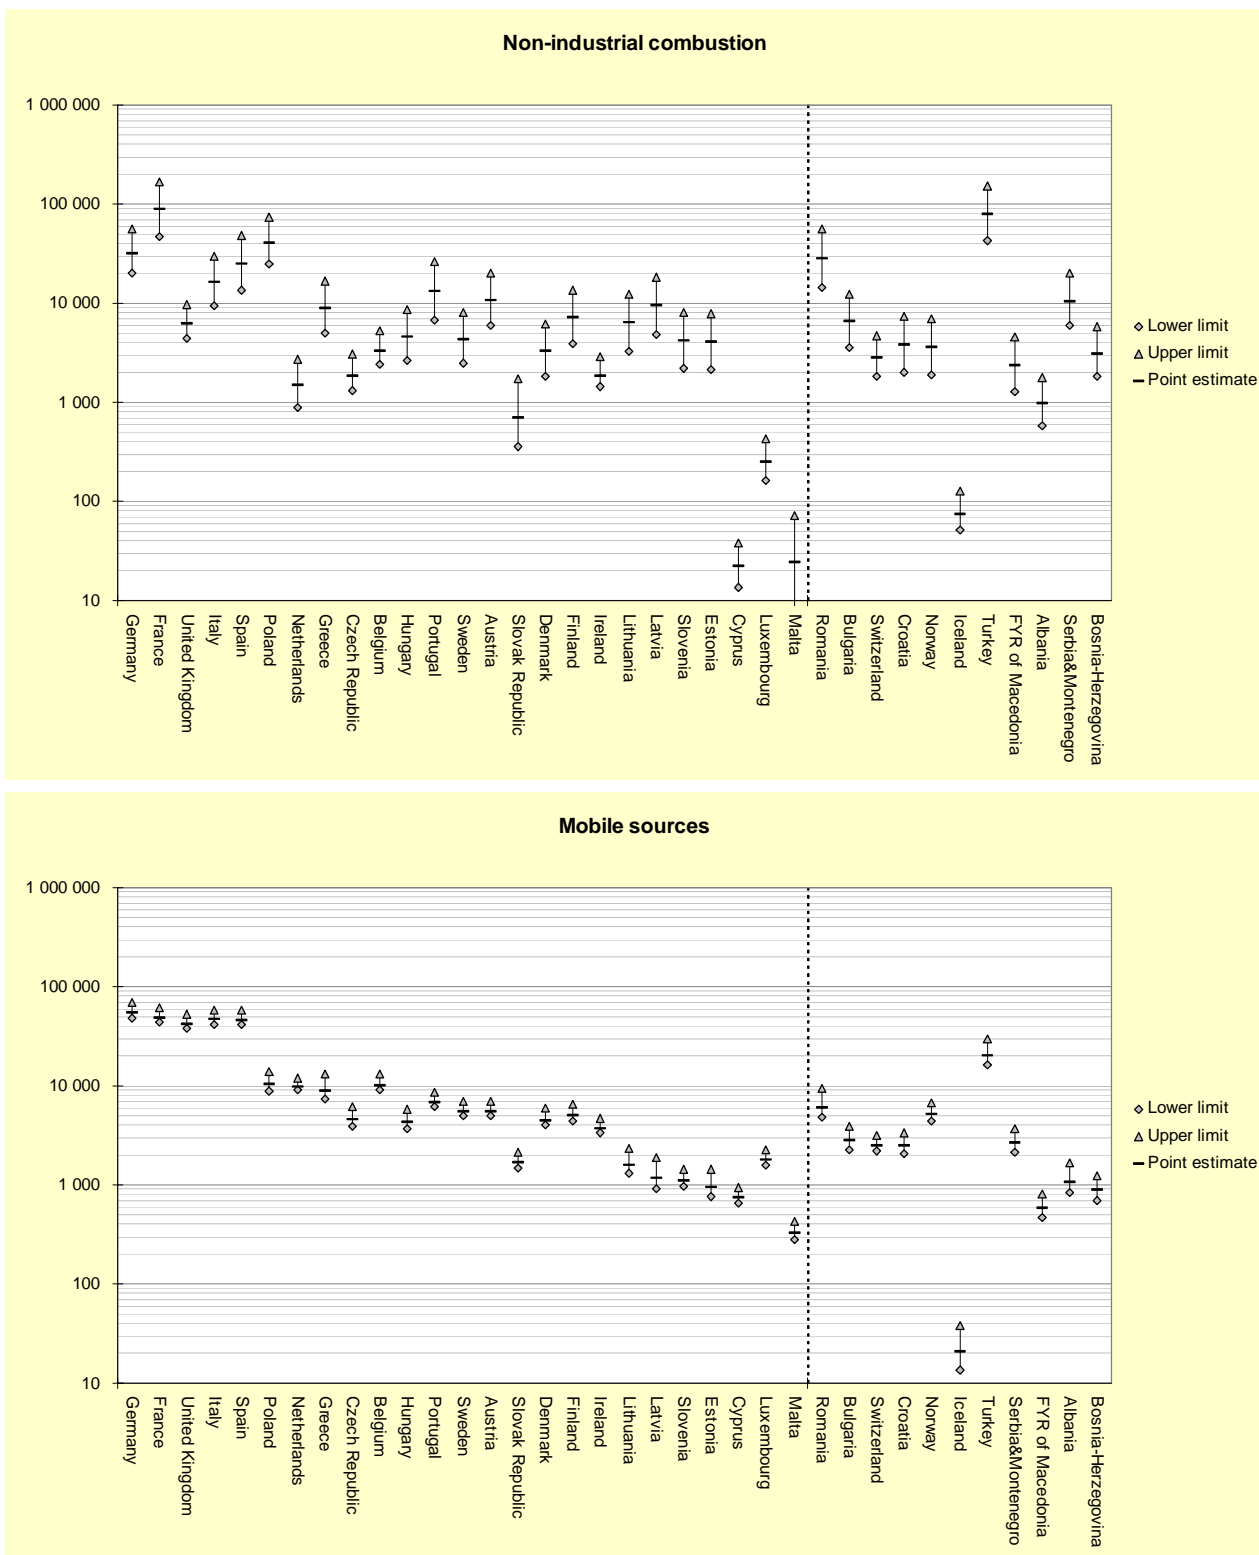 Non-industrial combustion
1 000 000
100 000
10 000
1 000
100
10
Germany
France
United Kingdom
Italy
Spain
Poland
Netherlands
Greece
Czech Republic
Belgium
Hungary
Portugal
Sweden
Austria
Slovak Republic
Denmark
Finland
Ireland
Lithuania
Latvia
Slovenia
Estonia
Cyprus
Luxembourg
Malta
Romania
Bulgaria
Switzerland
Croatia
Norway
Iceland
Turkey
FYR of Macedonia
Albania
Serbia&Montenegro
Bosnia-Herzegovina
Lower limit
Upper limit
Point estimate
Mobile sources
1 000 000
100 000
10 000
1 000
100
10
Germany
France
United Kingdom
Italy
Spain
Poland
Netherlands
Greece
Czech Republic
Belgium
Hungary
Portugal
Sweden
Austria
Slovak Republic
Denmark
Finland
Ireland
Lithuania
Latvia
Slovenia
Estonia
Cyprus
Luxembourg
Malta
Romania
Bulgaria
Switzerland
Croatia
Norway
Iceland
Turkey
Serbia&Montenegro
FYR of Macedonia
Albania
Bosnia-Herzegovina
Lower limit
Upper limit
Point estimate